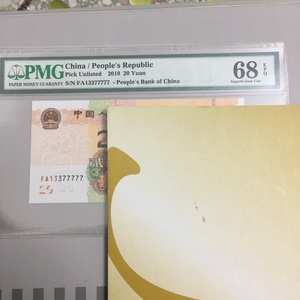 PMG
PAPER MONEY GUARANTY
China / People's Republic
Pick Unlisted 2019 20 Yuan
S/N FA13377777 - People's Bank of China
68 EPQ
Superb Gem Unc
中国人
FA13377777